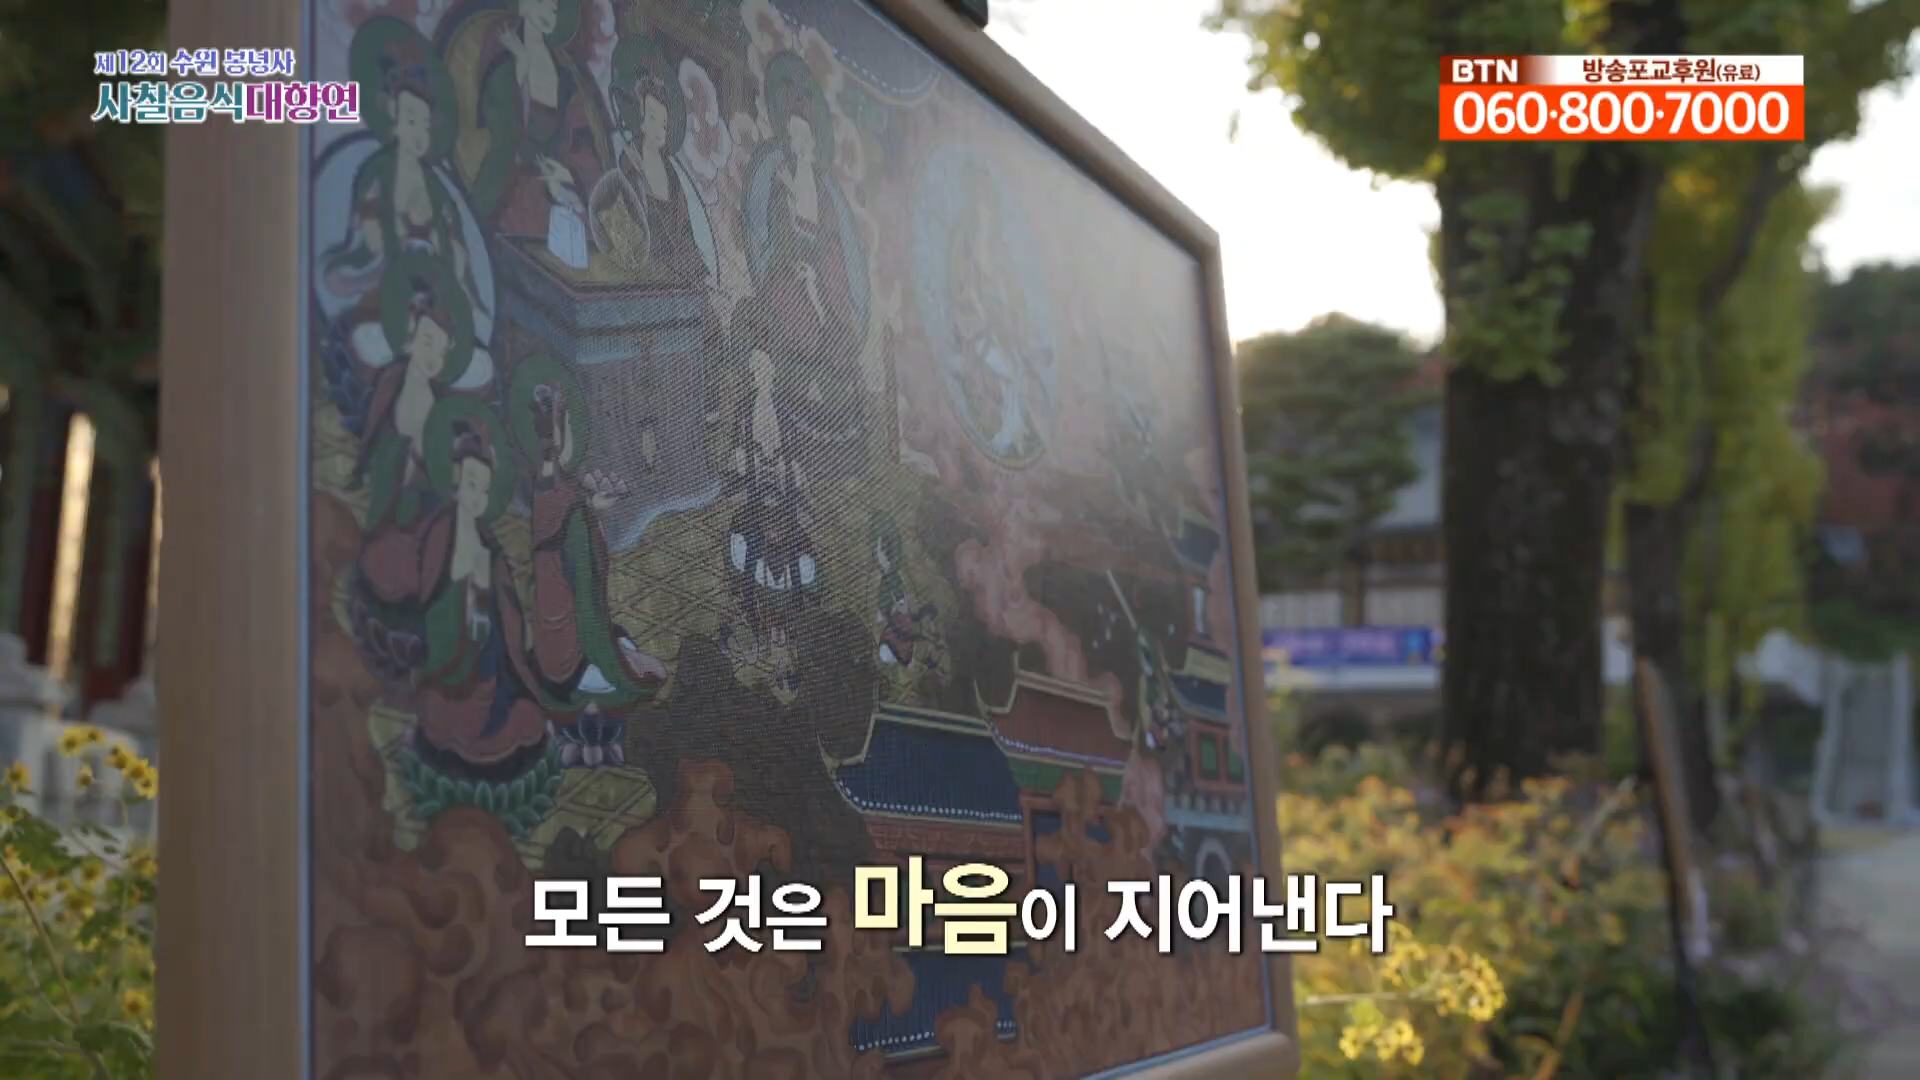 제12회 수원 봉녕사
사찰음식대향연
BTN 방송포교후원(유료)
060·800·7000
모든 것은 마음이 지어낸다